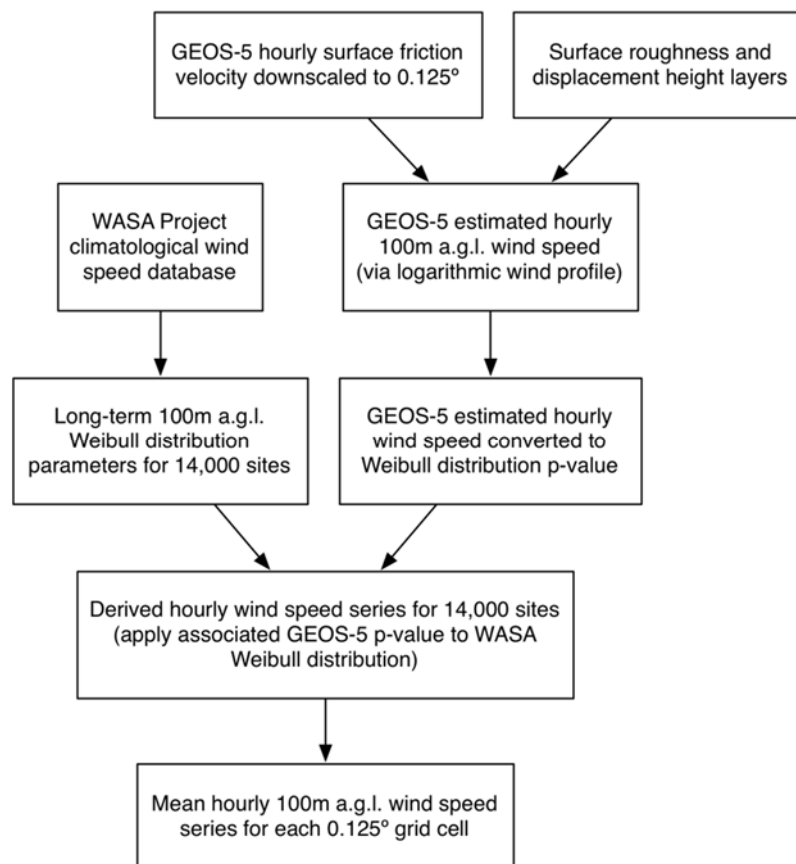 GEOS-5 hourly surface friction
velocity downscaled to 0.125º
Surface roughness and
displacement height layers
WASA Project
climatological wind
speed database
GEOS-5 estimated hourly
100m a.g.l. wind speed
(via logarithmic wind profile)
Long-term 100m a.g.l.
Weibull distribution
parameters for 14,000 sites
GEOS-5 estimated hourly
wind speed converted to
Weibull distribution p-value
Derived hourly wind speed series for 14,000 sites
(apply associated GEOS-5 p-value to WASA
Weibull distribution)
Mean hourly 100m a.g.l. wind speed
series for each 0.125º grid cell